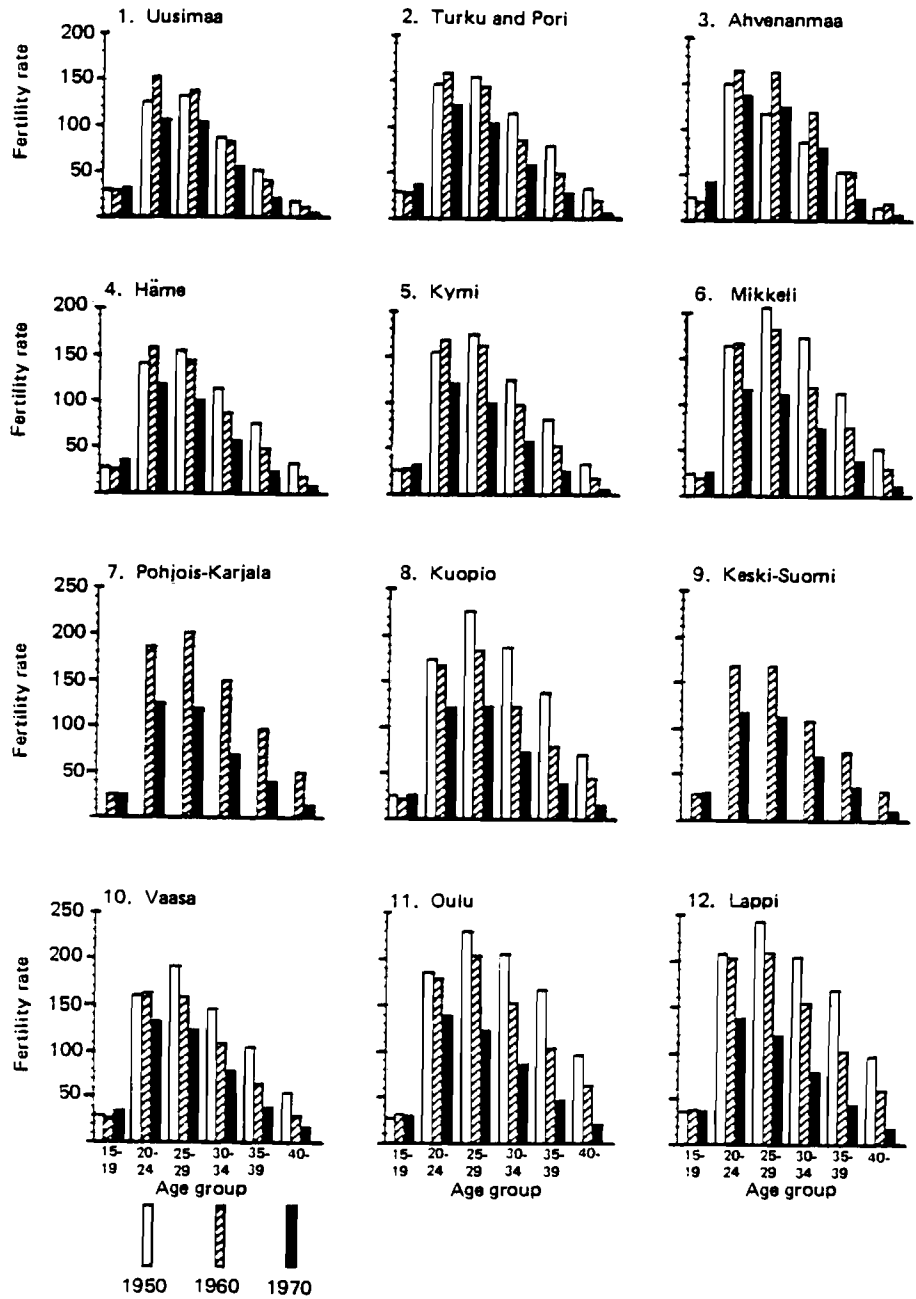 1. Uusimaa
2. Turku and Pori
3. Ahvenanmaa
Fertility rate
200
150
100
50
4. Häme
5. Kymi
6. Mikkeli
Fertility rate
200
150
100
50
7. Pohjois-Karjala
8. Kuopio
9. Keski-Suomi
Fertility rate
250
200
150
100
50
10. Vaasa
11. Oulu
12. Lappi
Fertility rate
250
200
150
100
50
15- 20- 25- 30- 35- 40-
19 24 29 34 39
Age group
15- 20- 25- 30- 35- 40-
19 24 29 34 39
Age group
15- 20- 25- 30- 35- 40-
19 24 29 34 39
Age group
1950 1960 1970